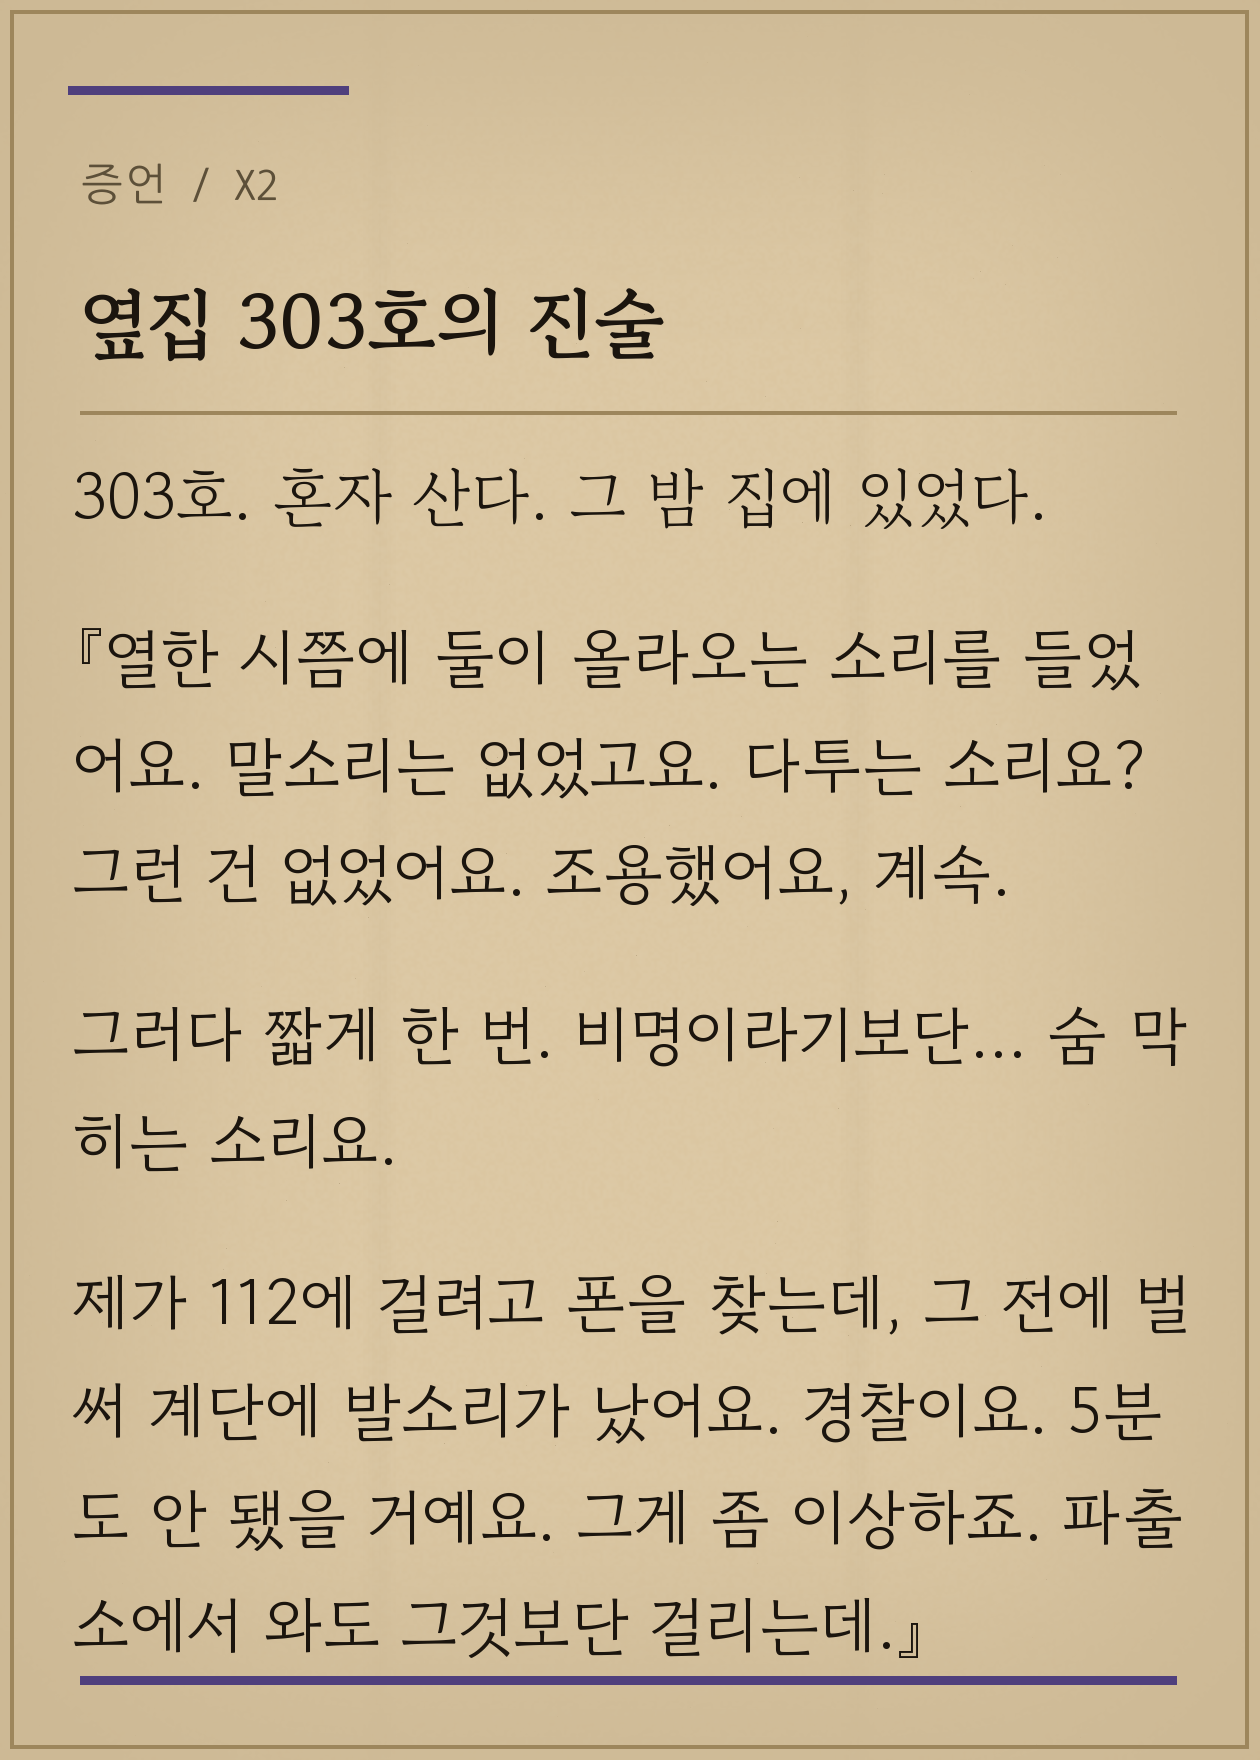 증언 / X2
옆집 303호의 진술
303호. 혼자 산다. 그 밤 집에 있었다.
『열한 시쯤에 둘이 올라오는 소리를 들었
어요. 말소리는 없었고요. 다투는 소리요?
그런 건 없었어요. 조용했어요, 계속.
그러다 짧게 한 번. 비명이라기보단... 숨 막
히는 소리요.
제가 112에 걸려고 폰을 찾는데, 그 전에 벌
써 계단에 발소리가 났어요. 경찰이요. 5분
도 안 됐을 거예요. 그게 좀 이상하죠. 파출
소에서 와도 그것보단 걸리는데.』